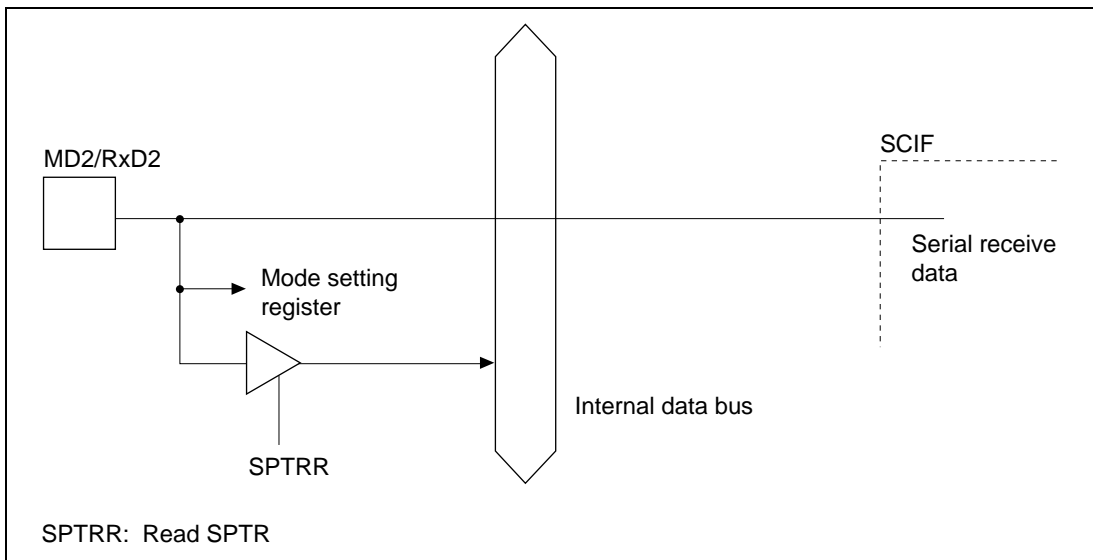 SCIF
MD2/RxD2
Serial receive
data
Mode setting
register
Internal data bus
SPTRR
SPTRR: Read SPTR